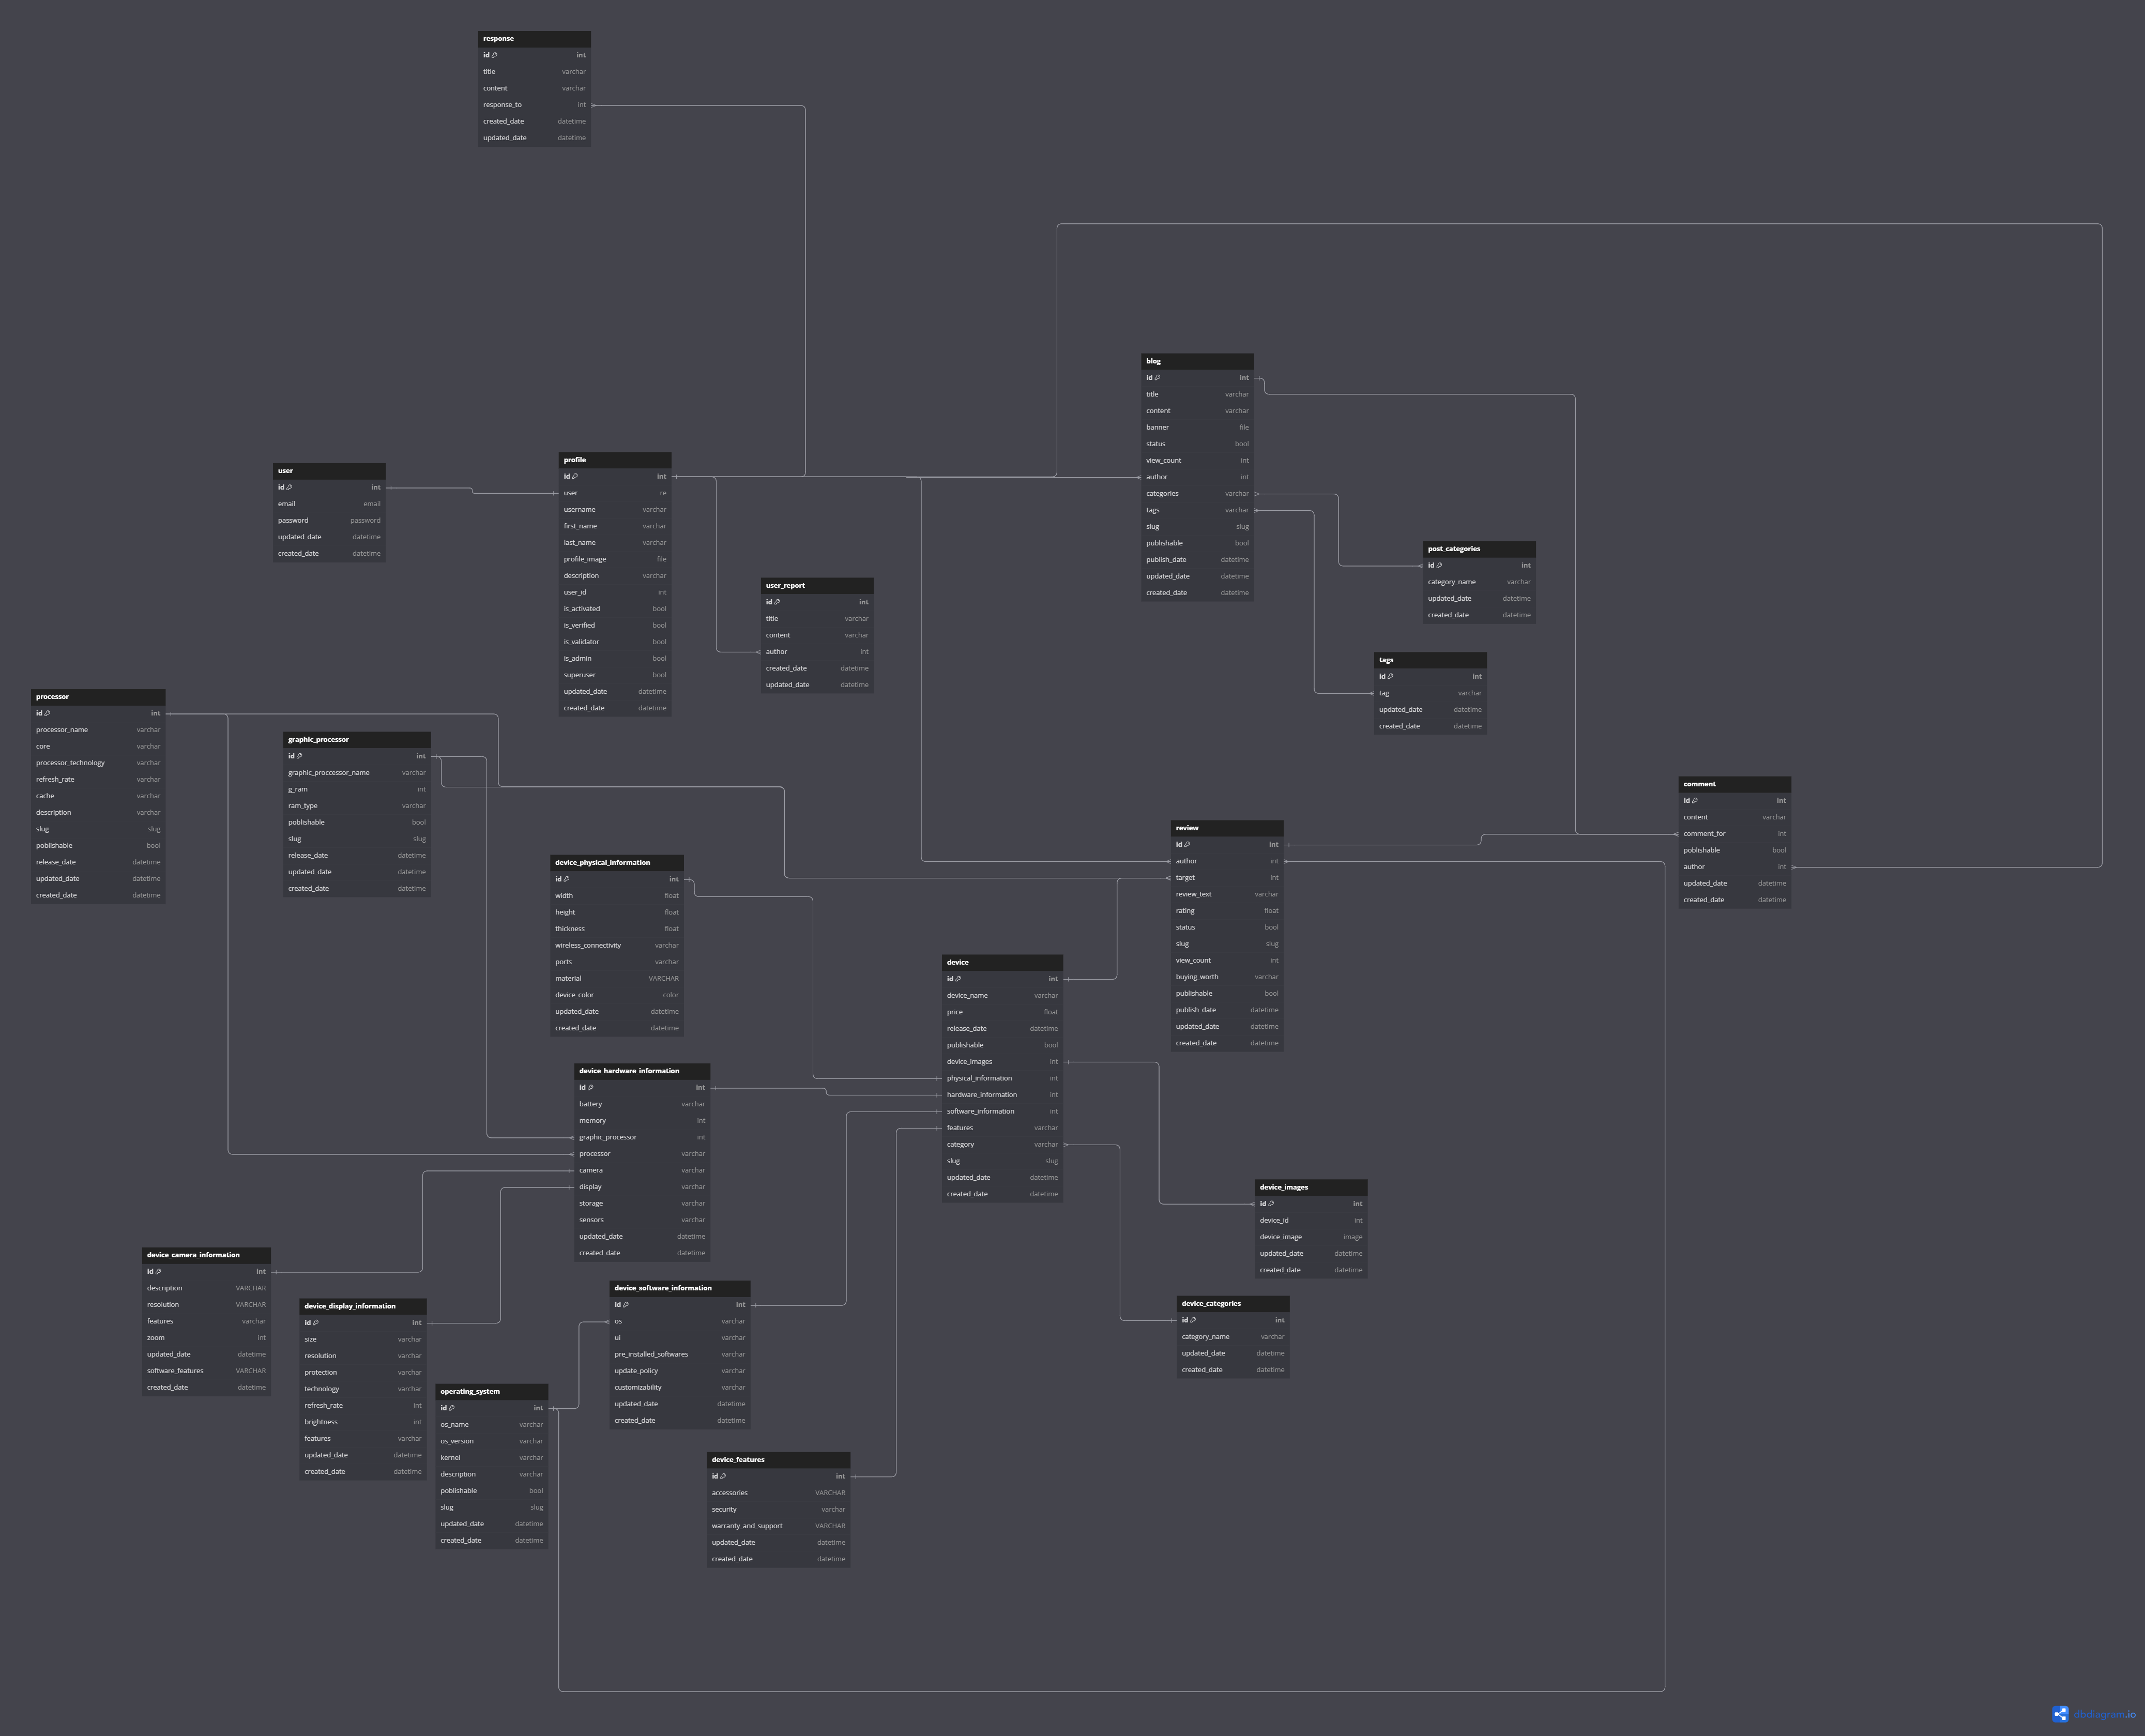 response
id int
title varchar
content varchar
response_to int
created_date datetime
updated_date datetime
blog
id int
title varchar
content varchar
banner file
status bool
view_count int
author int
categories varchar
tags varchar
slug slug
publishable bool
publish_date datetime
updated_date datetime
created_date datetime
user
id int
email email
password password
updated_date datetime
created_date datetime
profile
id int
user re
username varchar
first_name varchar
last_name varchar
profile_image file
description varchar
user_id int
is_activated bool
is_verified bool
is_validator bool
is_admin bool
superuser bool
updated_date datetime
created_date datetime
user_report
id int
title varchar
content varchar
author int
created_date datetime
updated_date datetime
post_categories
id int
category_name varchar
updated_date datetime
created_date datetime
tags
id int
tag varchar
updated_date datetime
created_date datetime
processor
id int
processor_name varchar
core varchar
processor_technology varchar
refresh_rate varchar
cache varchar
description varchar
slug slug
poblishable bool
release_date datetime
updated_date datetime
created_date datetime
graphic_processor
id int
graphic_proccessor_name varchar
g_ram int
ram_type varchar
poblishable bool
slug slug
release_date datetime
updated_date datetime
created_date datetime
comment
id int
content varchar
comment_for int
poblishable bool
author int
updated_date datetime
created_date datetime
review
id int
author int
target int
review_text varchar
rating float
status bool
slug slug
view_count int
buying_worth varchar
publishable bool
publish_date datetime
updated_date datetime
created_date datetime
device_physical_information
id int
width float
height float
thickness float
wireless_connectivity varchar
ports varchar
material VARCHAR
device_color color
updated_date datetime
created_date datetime
device
id int
device_name varchar
price float
release_date datetime
publishable bool
device_images int
physical_information int
hardware_information int
software_information int
features varchar
category varchar
slug slug
updated_date datetime
created_date datetime
device_hardware_information
id int
battery varchar
memory int
graphic_processor int
processor varchar
camera varchar
display varchar
storage varchar
sensors varchar
updated_date datetime
created_date datetime
device_images
id int
device_id int
device_image image
updated_date datetime
created_date datetime
device_camera_information
id int
description VARCHAR
resolution VARCHAR
features varchar
zoom int
updated_date datetime
software_features VARCHAR
created_date datetime
device_display_information
id int
size varchar
resolution varchar
protection varchar
technology varchar
refresh_rate int
brightness int
features varchar
updated_date datetime
created_date datetime
device_software_information
id int
os varchar
ui varchar
pre_installed_softwares varchar
update_policy varchar
customizability varchar
updated_date datetime
created_date datetime
device_categories
id int
category_name varchar
updated_date datetime
created_date datetime
operating_system
id int
os_name varchar
os_version varchar
kernel varchar
description varchar
poblishable bool
slug slug
updated_date datetime
created_date datetime
device_features
id int
accessories VARCHAR
security varchar
warranty_and_support VARCHAR
updated_date datetime
created_date datetime
dbdiagram.io